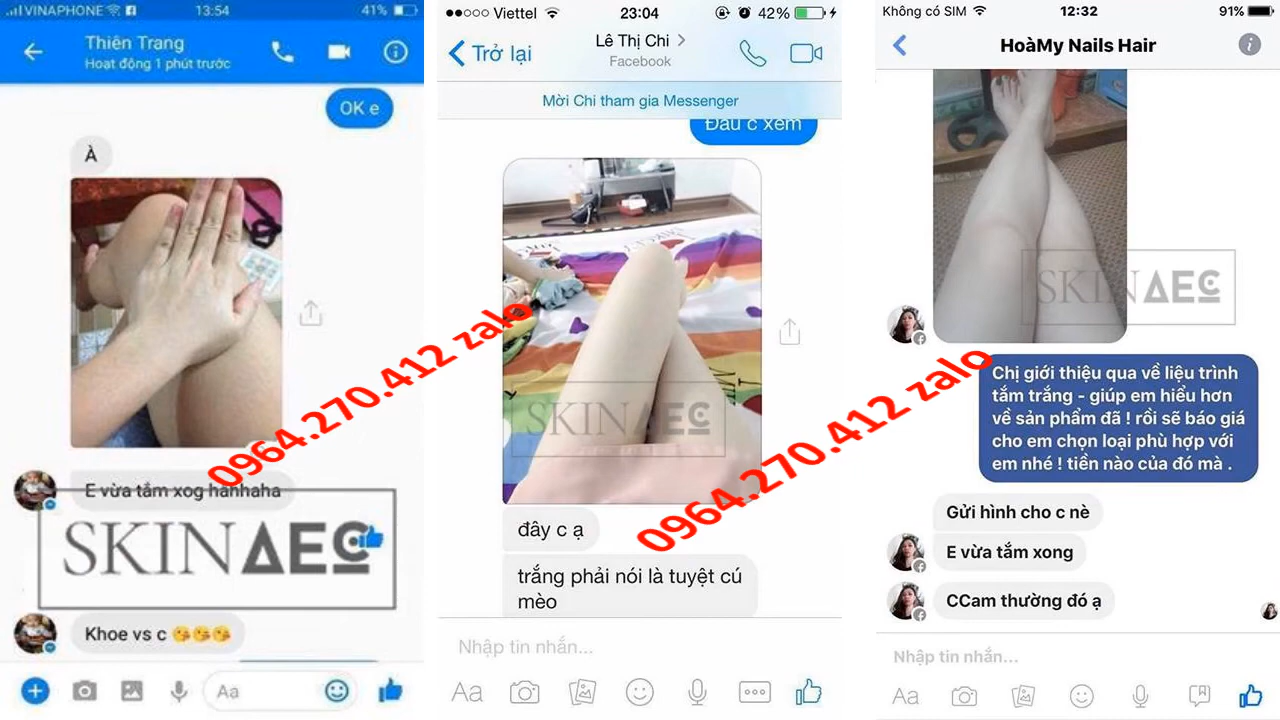 VINAPHONE
13:54
41%
Thiên Trang
Hoạt động 1 phút trước
OK e
À
E vừa tắm xog hanhaha
SKINAEC
Khoe vs c 😘😘😘
Aa
Viettel
23:04
42%
Trở lại
Lê Thị Chi
Facebook
Mời Chi tham gia Messenger
Đâu c xem
SKINAEC
đây c ạ
trắng phải nói là tuyệt cú
mèo
Nhập tin nhắn...
Aa
Không có SIM
12:32
91%
HoàMy Nails Hair
SKINAEC
Chị giới thiệu qua về liệu trình
tắm trắng - giúp em hiểu hơn
về sản phẩm đã ! rồi sẽ báo giá
cho em chọn loại phù hợp với
em nhé ! tiền nào của đó mà .
Gửi hình cho c nè
E vừa tắm xong
CCam thường đó ạ
Nhập tin nhắn...
Aa
0964.270.412 zalo
0964.270.412 zalo